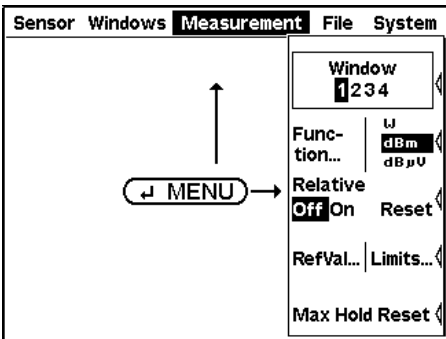 Sensor Windows Measurement File System
Window
1234
Func-
tion...
W
dBm
dBµV
Relative
Off On Reset
RefVal... Limits...
Max Hold Reset
↵ MENU